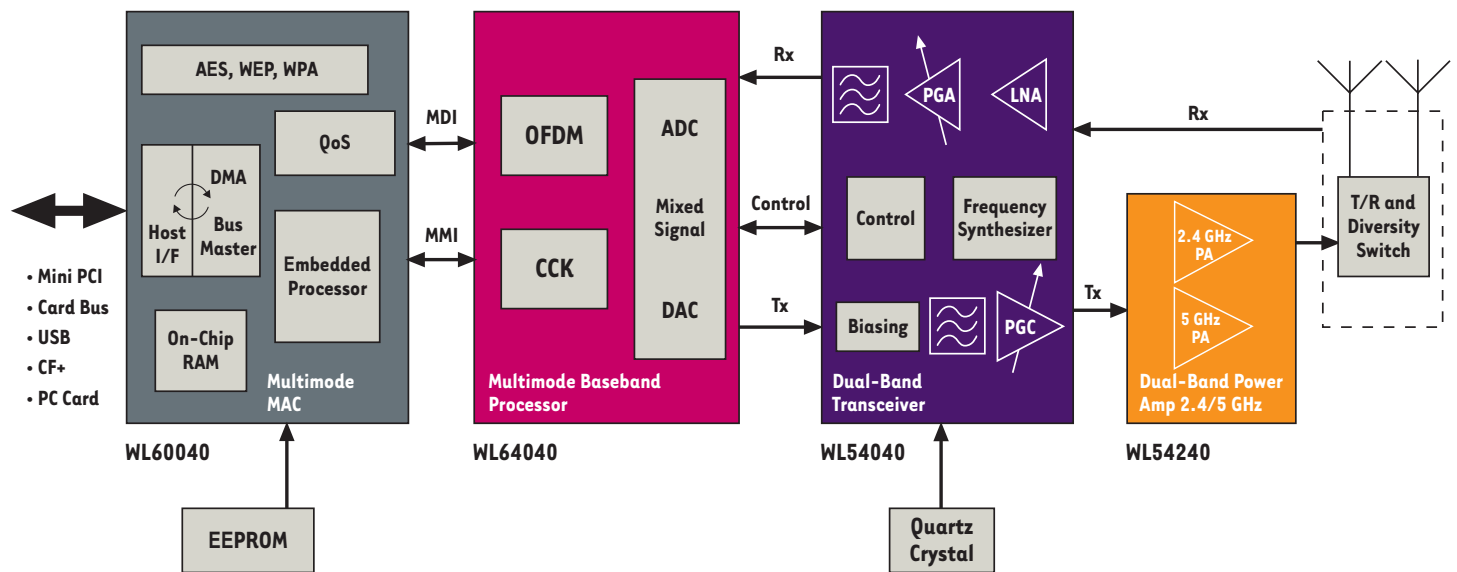 • Mini PCI
• Card Bus
• USB
• CF+
• PC Card
AES, WEP, WPA
QoS
DMA
Host
I/F
Bus
Master
Embedded
Processor
On-Chip
RAM
Multimode
MAC
WL60040
EEPROM
MDI
MMI
OFDM
CCK
ADC
Mixed
Signal
DAC
Multimode Baseband
Processor
WL64040
Rx
Control
Tx
PGA
LNA
Control
Frequency
Synthesizer
Biasing
PGC
Dual-Band
Transceiver
WL54040
Quartz
Crystal
Rx
Tx
2.4 GHz
PA
5 GHz
PA
Dual-Band Power
Amp 2.4/5 GHz
WL54240
T/R and
Diversity
Switch